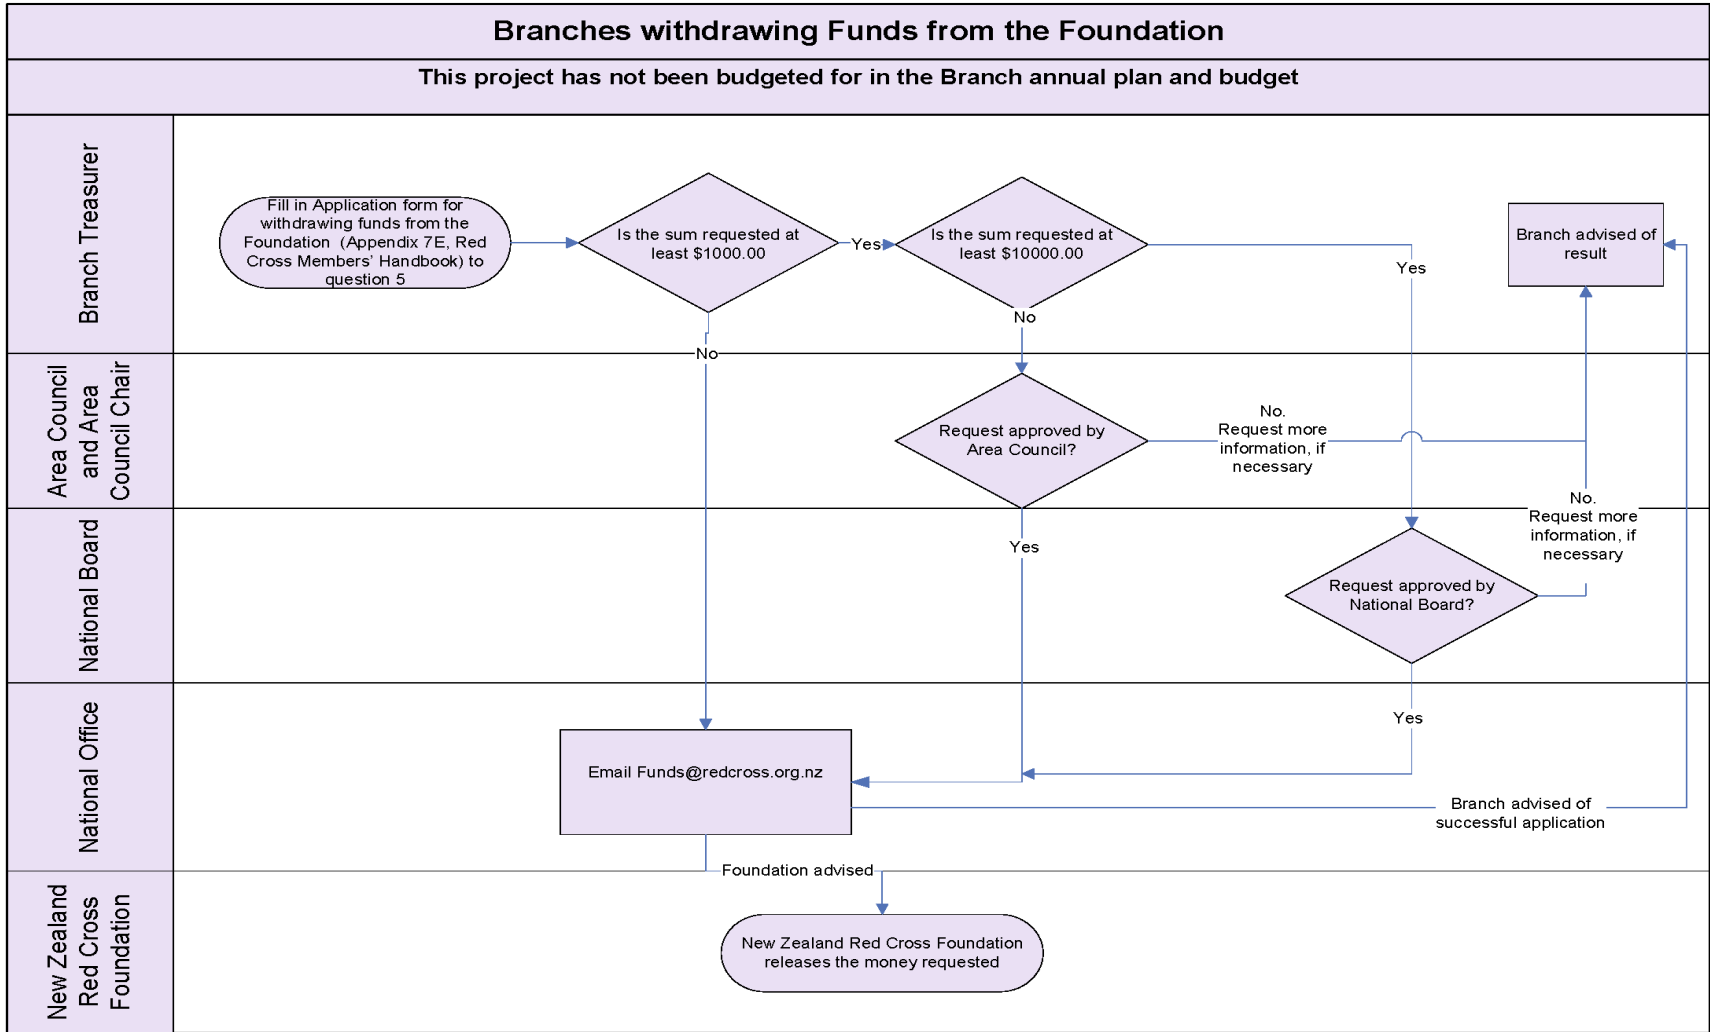 Branches withdrawing Funds from the Foundation
This project has not been budgeted for in the Branch annual plan and budget
Branch Treasurer
Fill in Application form for
withdrawing funds from the
Foundation (Appendix 7E, Red
Cross Members' Handbook) to
question 5
Is the sum requested at
least $1000.00
Yes
Is the sum requested at
least $10000.00
Yes
Branch advised of
result
No
No
Area Council
and Area
Council Chair
Request approved by
Area Council?
No.
Request more
information, if
necessary
National Board
Yes
Request approved by
National Board?
No.
Request more
information, if
necessary
National Office
Yes
Email Funds@redcross.org.nz
Branch advised of
successful application
Foundation advised
New Zealand
Red Cross
Foundation
New Zealand Red Cross Foundation
releases the money requested